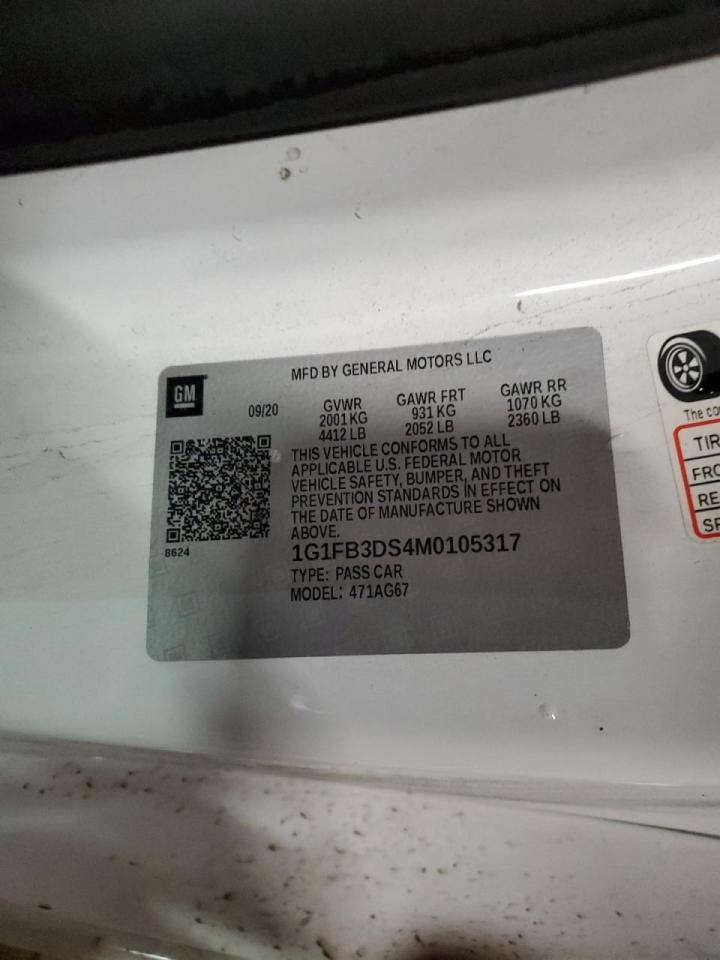 MFD BY GENERAL MOTORS LLC
GM
09/20
GVWR
2001 KG
4412 LB
GAWR FRT
931 KG
2052 LB
GAWR RR
1070 KG
2360 LB
THIS VEHICLE CONFORMS TO ALL
APPLICABLE U.S. FEDERAL MOTOR
VEHICLE SAFETY, BUMPER, AND THEFT
PREVENTION STANDARDS IN EFFECT ON
THE DATE OF MANUFACTURE SHOWN
ABOVE.
8624
1G1FB3DS4M0105317
TYPE: PASS CAR
MODEL: 471AG67
The co
TIR
FRO
RE
SP